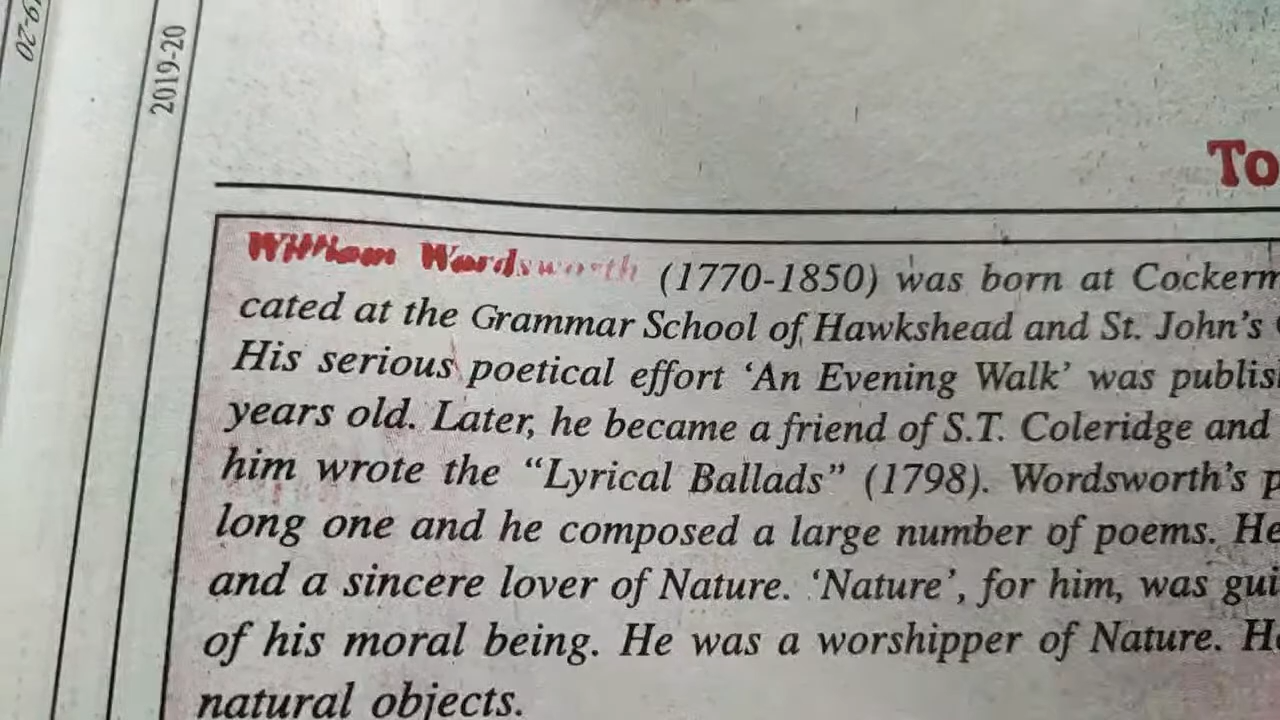 9-20
2019-20
To
William Wordsworth (1770-1850) was born at Cockerm
cated at the Grammar School of Hawkshead and St. John's
His serious poetical effort 'An Evening Walk' was publis
years old. Later, he became a friend of S.T. Coleridge and
him wrote the "Lyrical Ballads" (1798). Wordsworth's p
long one and he composed a large number of poems. He
and a sincere lover of Nature. 'Nature', for him, was gui
of his moral being. He was a worshipper of Nature. H
natural objects.